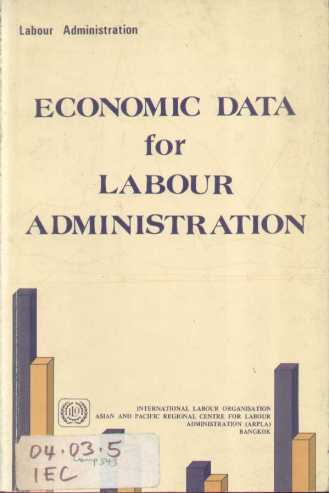 Labour Administration
ECONOMIC DATA
for
LABOUR
ADMINISTRATION
INTERNATIONAL LABOUR ORGANISATION
ASIAN AND PACIFIC REGIONAL CENTRE FOR LABOUR
ADMINISTRATION (ARPLA)
BANGKOK
04.03.5
IEC